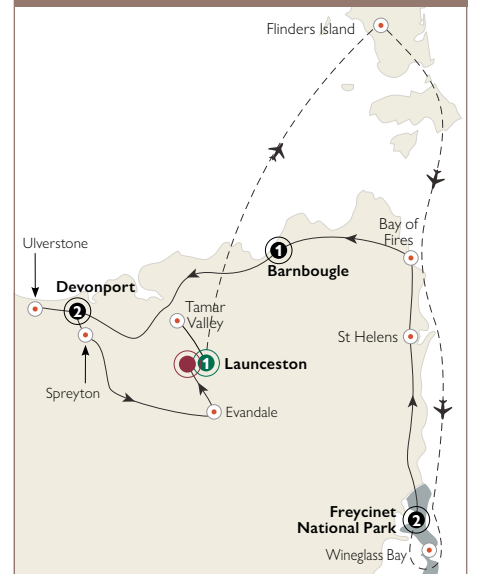 Flinders Island
Bay of
Fires
Ulverstone
1
Barnbougle
Devonport
2
Tamar
Valley
St Helens
1
Launceston
Spreyton
Evandale
Freycinet
National Park
2
Wineglass Bay